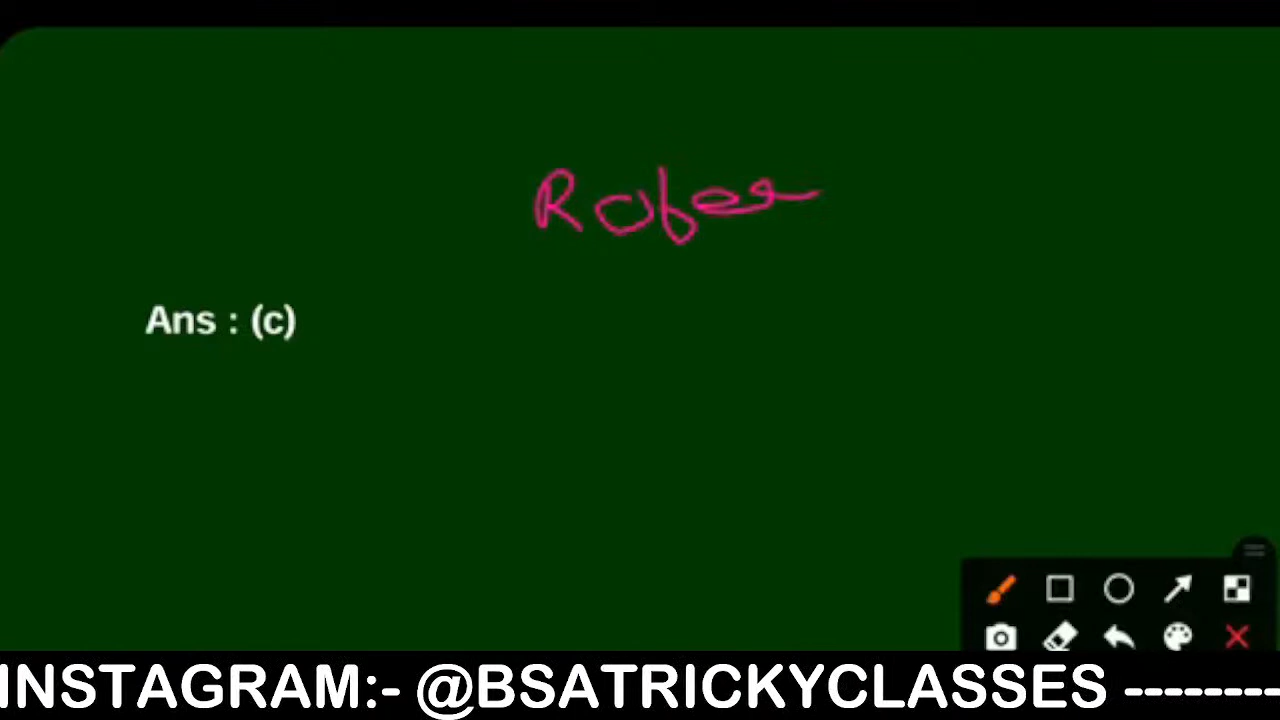 Rober
Ans : (c)
INSTAGRAM:- @BSATRICKYCLASSES --------